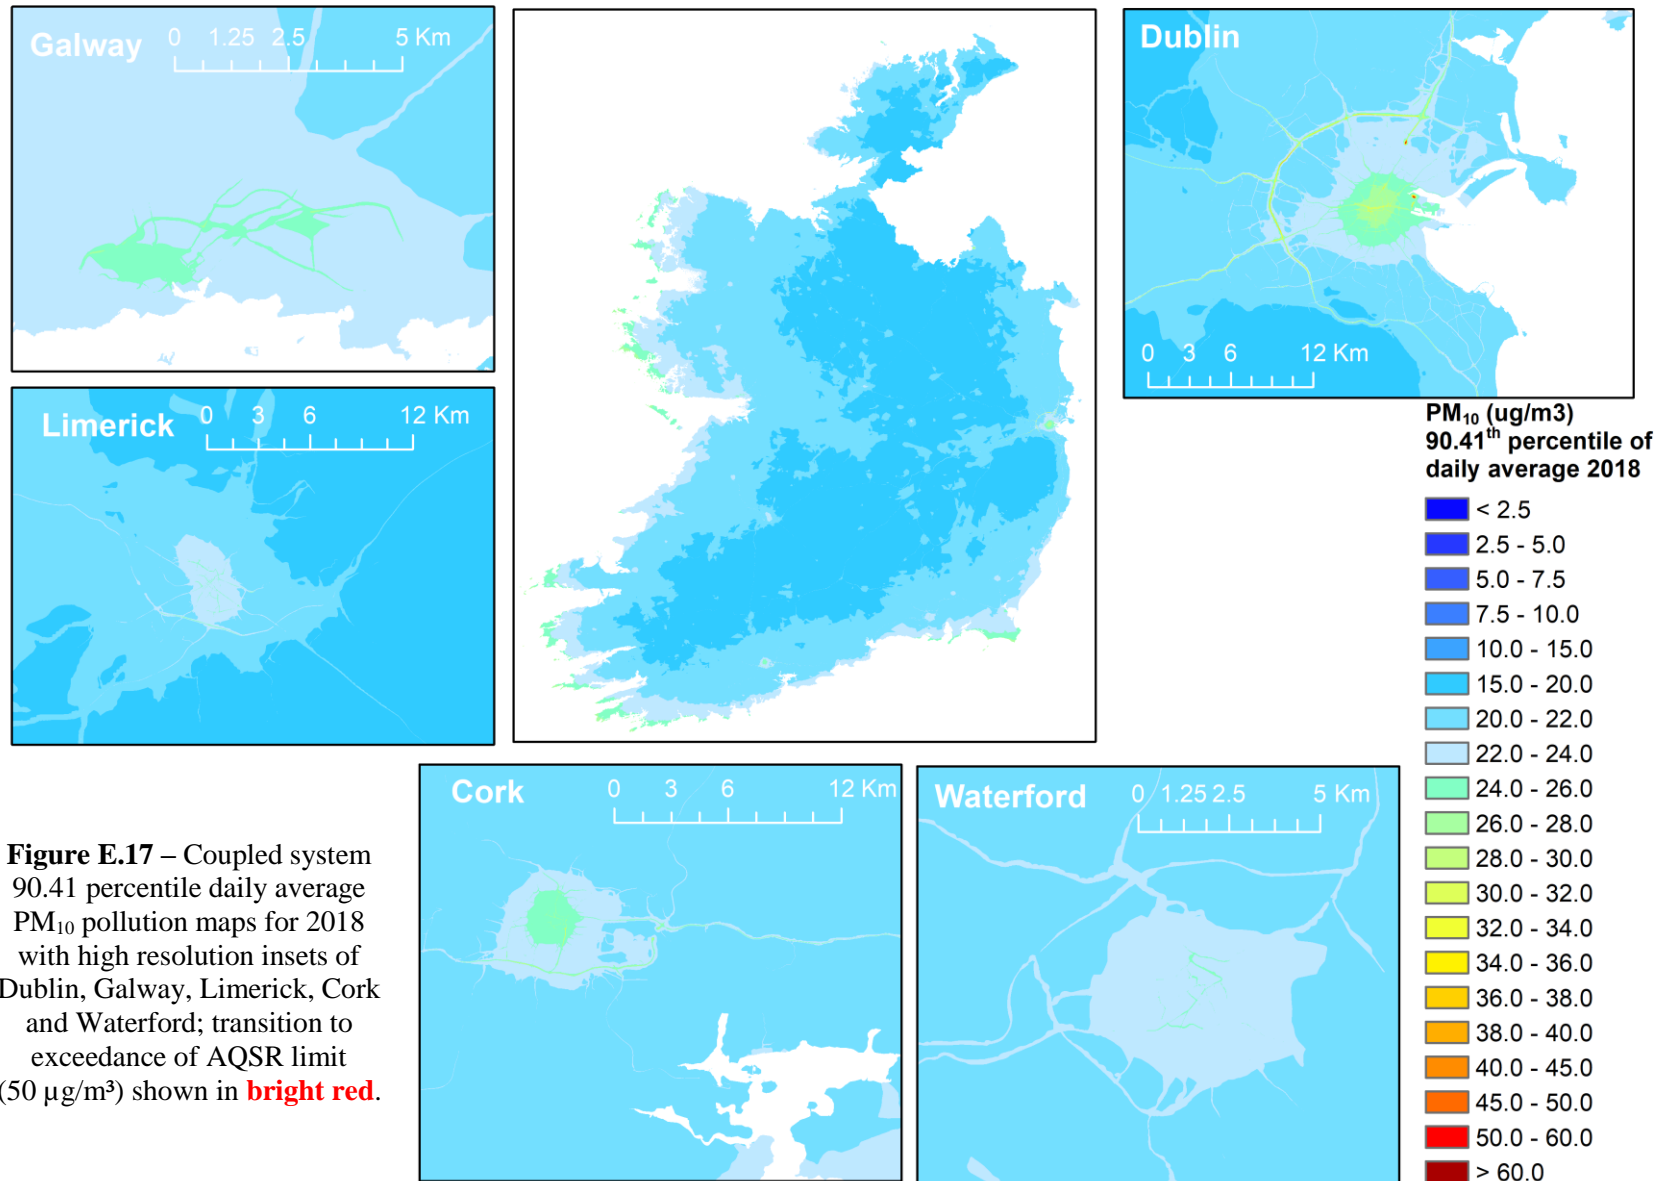 Galway
0 1.25 2.5 5 Km
Dublin
0 3 6 12 Km
Limerick
0 3 6 12 Km
PM10 (ug/m3)
90.41th percentile of
daily average 2018
< 2.5
2.5 - 5.0
5.0 - 7.5
7.5 - 10.0
10.0 - 15.0
15.0 - 20.0
20.0 - 22.0
22.0 - 24.0
24.0 - 26.0
26.0 - 28.0
28.0 - 30.0
30.0 - 32.0
32.0 - 34.0
34.0 - 36.0
36.0 - 38.0
38.0 - 40.0
40.0 - 45.0
45.0 - 50.0
50.0 - 60.0
> 60.0
Cork
0 3 6 12 Km
Waterford
0 1.25 2.5 5 Km
Figure E.17 – Coupled system
90.41 percentile daily average
PM10 pollution maps for 2018
with high resolution insets of
Dublin, Galway, Limerick, Cork
and Waterford; transition to
exceedance of AQSR limit
(50 µg/m³) shown in bright red.